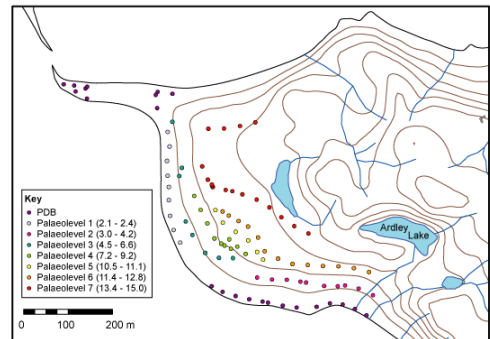 Ardley
Lake
Key
PDB
Palaeolevel 1 (2.1 - 2.4)
Palaeolevel 2 (3.0 - 4.2)
Palaeolevel 3 (4.5 - 6.6)
Palaeolevel 4 (7.2 - 9.2)
Palaeolevel 5 (10.5 - 11.1)
Palaeolevel 6 (11.4 - 12.8)
Palaeolevel 7 (13.4 - 15.0)
0 100 200 m